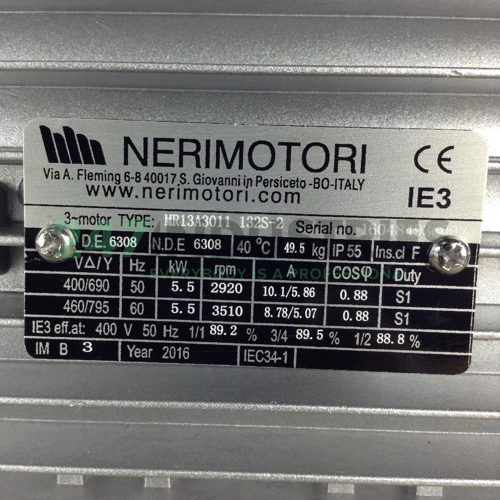 NERIMOTORI CE
Via A. Fleming 6-8 40017 S. Giovanni in Persiceto -BO-ITALY
www.nerimotori.com IE3
3~motor TYPE: MR13A3011 132S-2 Serial no.
D.E. 6308 N.D.E 6308 40 °C 49.5 kg IP 55 Ins.cl F
V∆/Y Hz kW rpm A COSφ Duty
400/690 50 5.5 2920 10.1/5.86 0.88 S1
460/795 60 5.5 3510 8.78/5.07 0.88 S1
IE3 eff.at: 400 V 50 Hz 1/1 89.2 % 3/4 89.5 % 1/2 88.8 %
IM B 3 Year 2016 IEC34-1